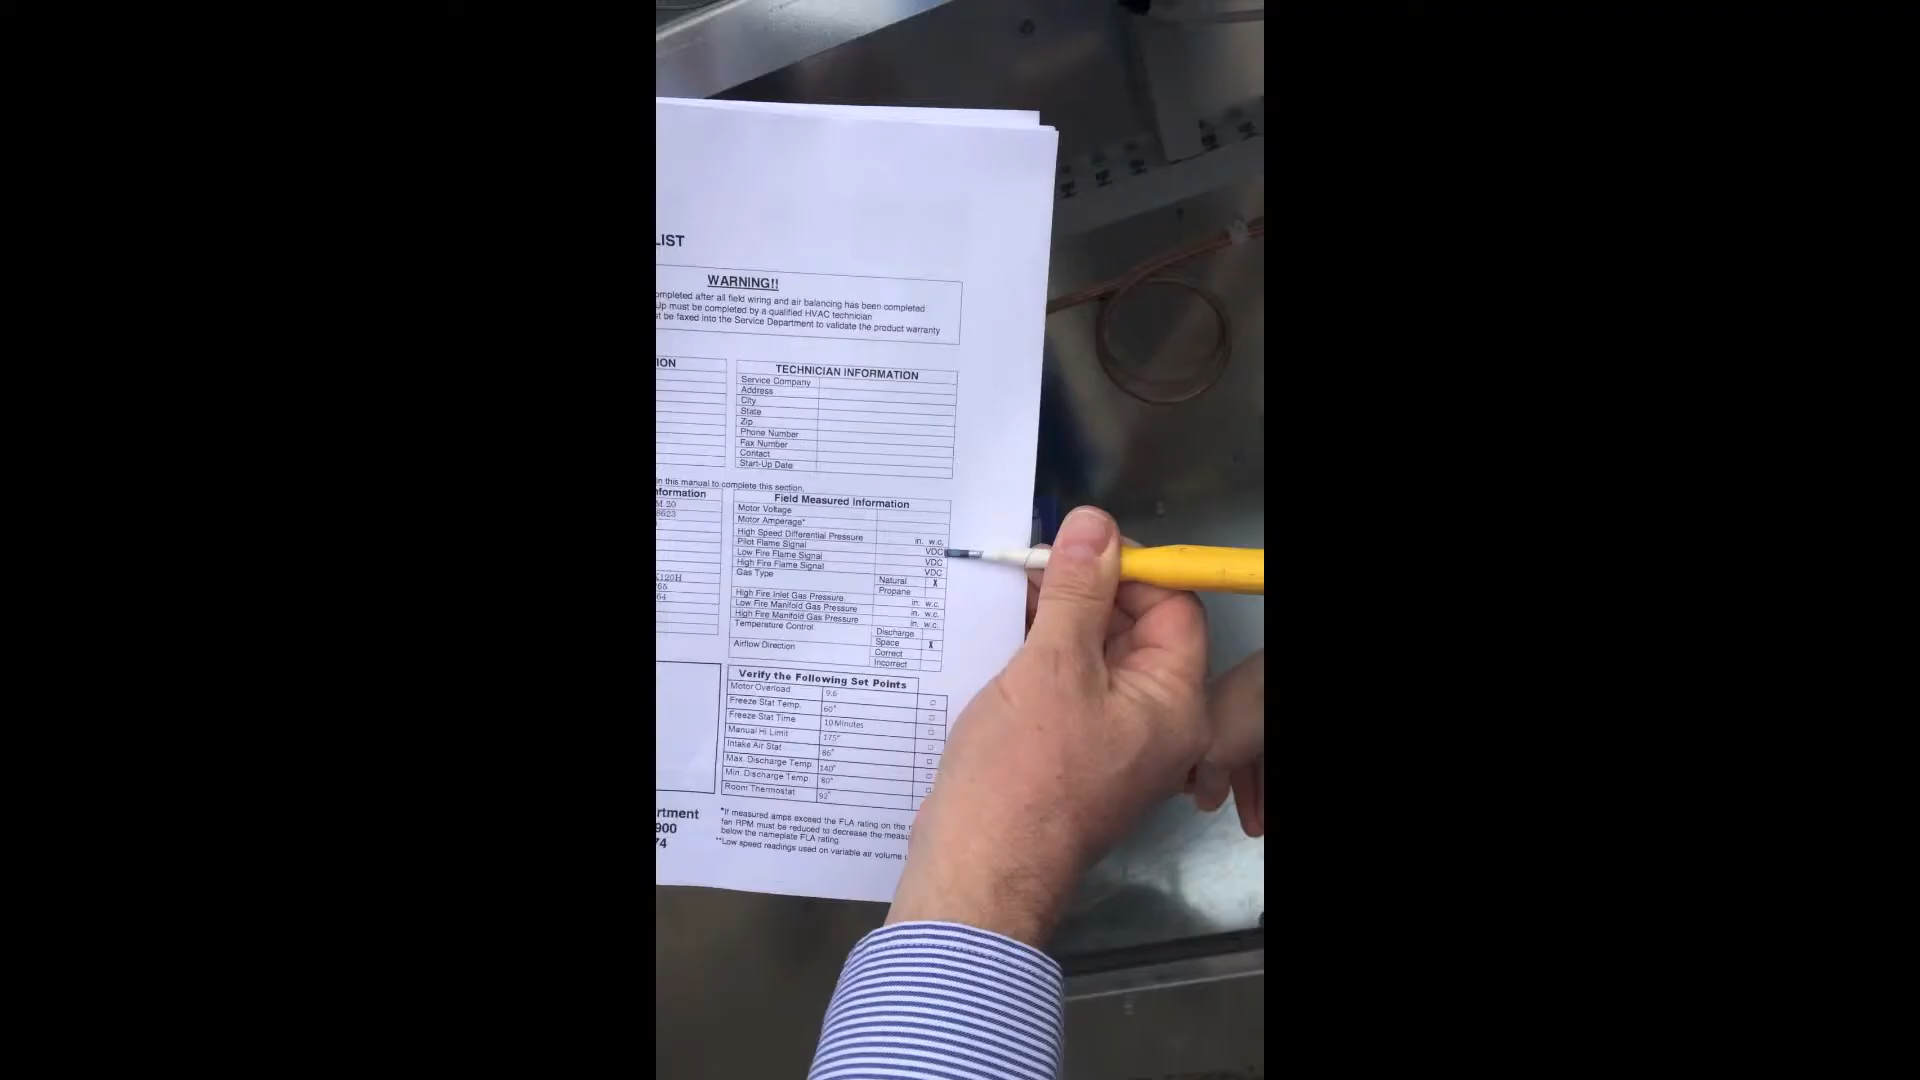 LIST
WARNING!!
ompleted after all field wiring and air balancing has been completed
Up must be completed by a qualified HVAC technician
st be faxed into the Service Department to validate the product warranty
ION
TECHNICIAN INFORMATION
Service Company
Address
City
State
Zip
Phone Number
Fax Number
Contact
Start-Up Date
in this manual to complete this section.
nformation
M 20
8623
X120H
65
64
Field Measured Information
Motor Voltage
Motor Amperage*
High Speed Differential Pressure in. w.c.
Pilot Flame Signal VDC
Low Fire Flame Signal VDC
High Fire Flame Signal VDC
Gas Type Natural X
Propane
High Fire Inlet Gas Pressure in. w.c.
Low Fire Manifold Gas Pressure in. w.c.
High Fire Manifold Gas Pressure in. w.c.
Temperature Control Discharge
Space X
Airflow Direction Correct
Incorrect
Verify the Following Set Points
Motor Overload 9.6
Freeze Stat Temp. 60°
Freeze Stat Time 10 Minutes
Manual Hi Limit 175°
Intake Air Stat 86°
Max. Discharge Temp 140°
Min. Discharge Temp 80°
Room Thermostat 92°
rtment
900
74
*If measured amps exceed the FLA rating on the
fan RPM must be reduced to decrease the measu
below the nameplate FLA rating
**Low speed readings used on variable air volume